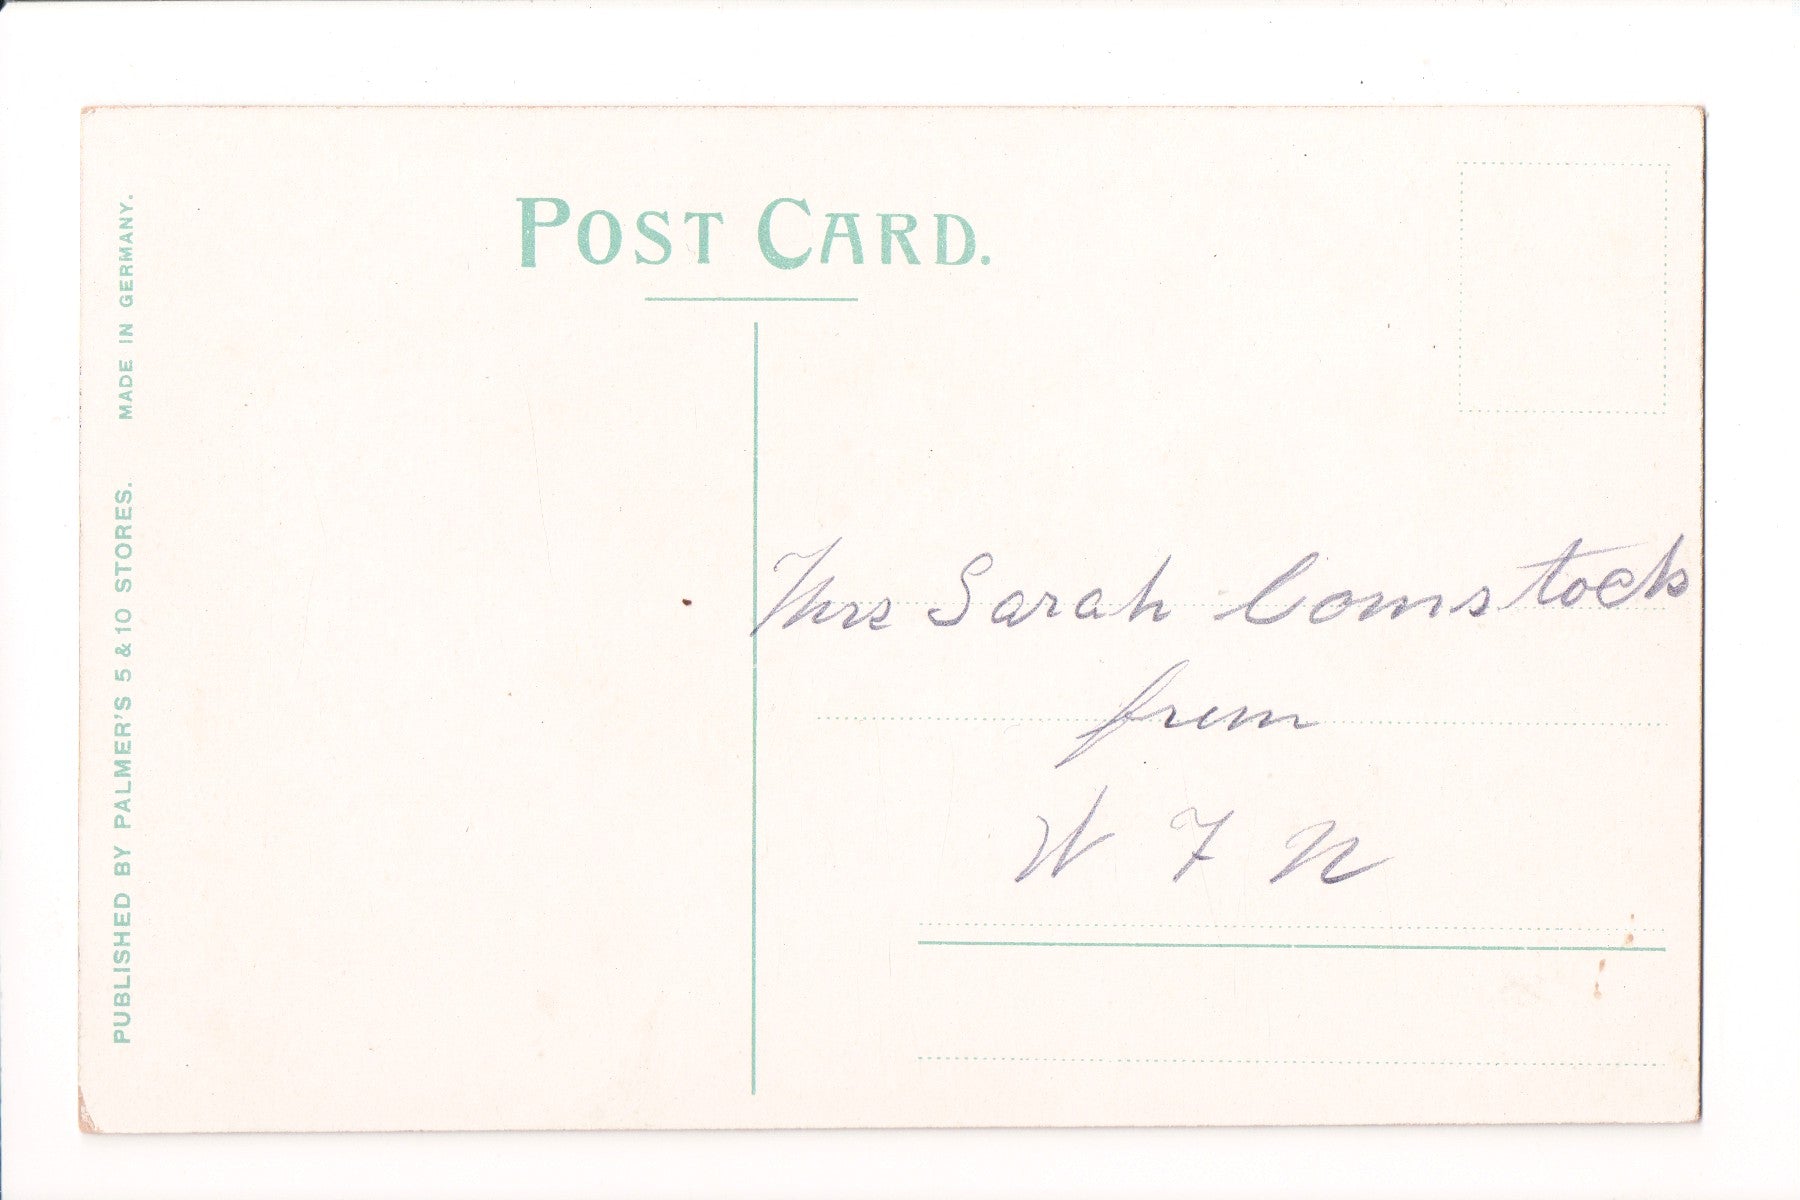 POST CARD.
PUBLISHED BY PALMER'S 5 & 10 STORES. MADE IN GERMANY.
Mrs Sarah Comstock
from
W F N